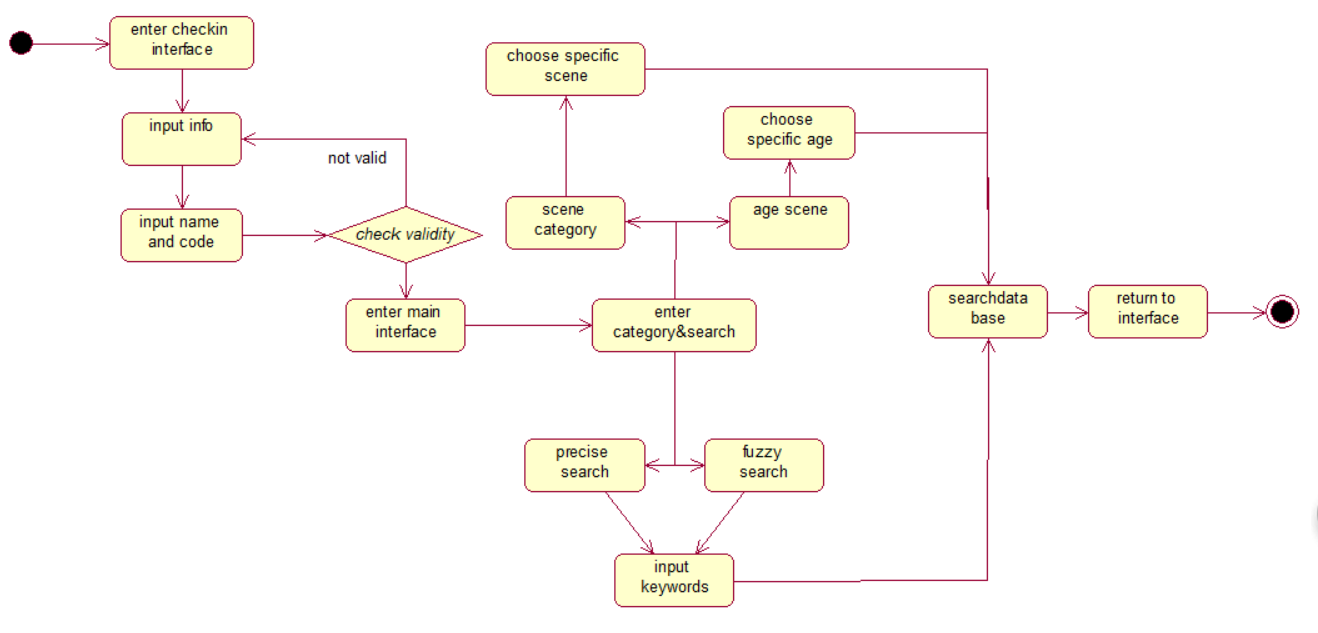 enter checkin
interface
input info
not valid
input name
and code
check validity
enter main
interface
choose specific
scene
choose
specific age
scene
category
age scene
enter
category&search
precise
search
fuzzy
search
input
keywords
searchdata
base
return to
interface